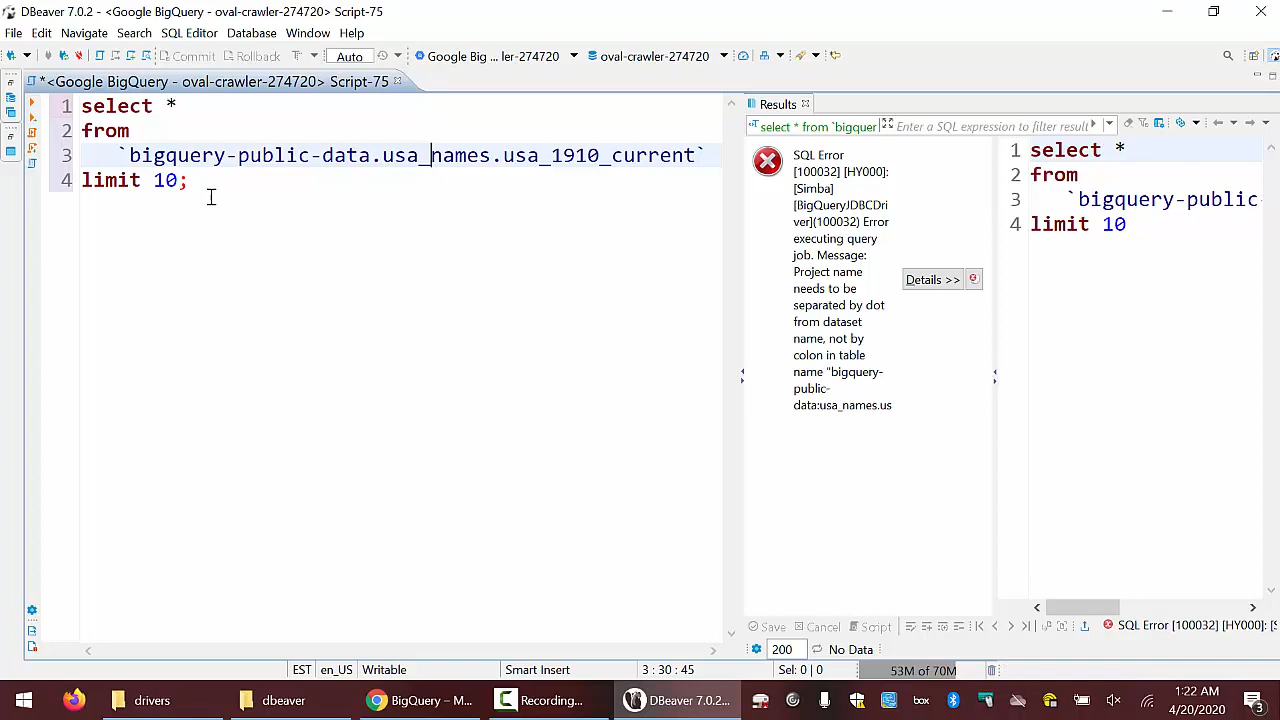 DBeaver 7.0.2 - <Google BigQuery - oval-crawler-274720> Script-75
File Edit Navigate Search SQL Editor Database Window Help
Commit Rollback T Auto Google Big ... ler-274720 oval-crawler-274720
*<Google BigQuery - oval-crawler-274720> Script-75
1 select *
2 from
3 `bigquery-public-data.usa_names.usa_1910_current`
4 limit 10;
Results
select * from `bigquer Enter a SQL expression to filter result
SQL Error
[100032] [HY000]:
[Simba]
[BigQueryJDBCDri
ver](100032) Error
executing query
job. Message:
Project name
needs to be
separated by dot
from dataset
name, not by
colon in table
name "bigquery-
public-
data:usa_names.us
Details >>
1 select *
2 from
3 `bigquery-public-
4 limit 10
Save Cancel Script SQL Error [100032] [HY000]: [S
200 No Data
EST en_US Writable Smart Insert 3 : 30 : 45 Sel: 0 | 0 53M of 70M
drivers dbeaver BigQuery – M... Recording... DBeaver 7.0.2... box 1:22 AM
4/20/2020 3